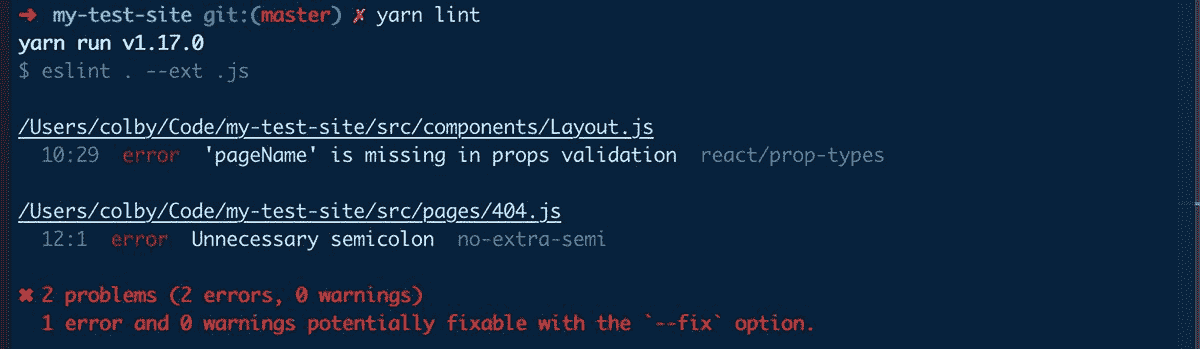 ➜ my-test-site git:(master) ✗ yarn lint
yarn run v1.17.0
$ eslint . --ext .js
/Users/colby/Code/my-test-site/src/components/Layout.js
10:29 error 'pageName' is missing in props validation react/prop-types
/Users/colby/Code/my-test-site/src/pages/404.js
12:1 error Unnecessary semicolon no-extra-semi
✖ 2 problems (2 errors, 0 warnings)
1 error and 0 warnings potentially fixable with the `--fix` option.